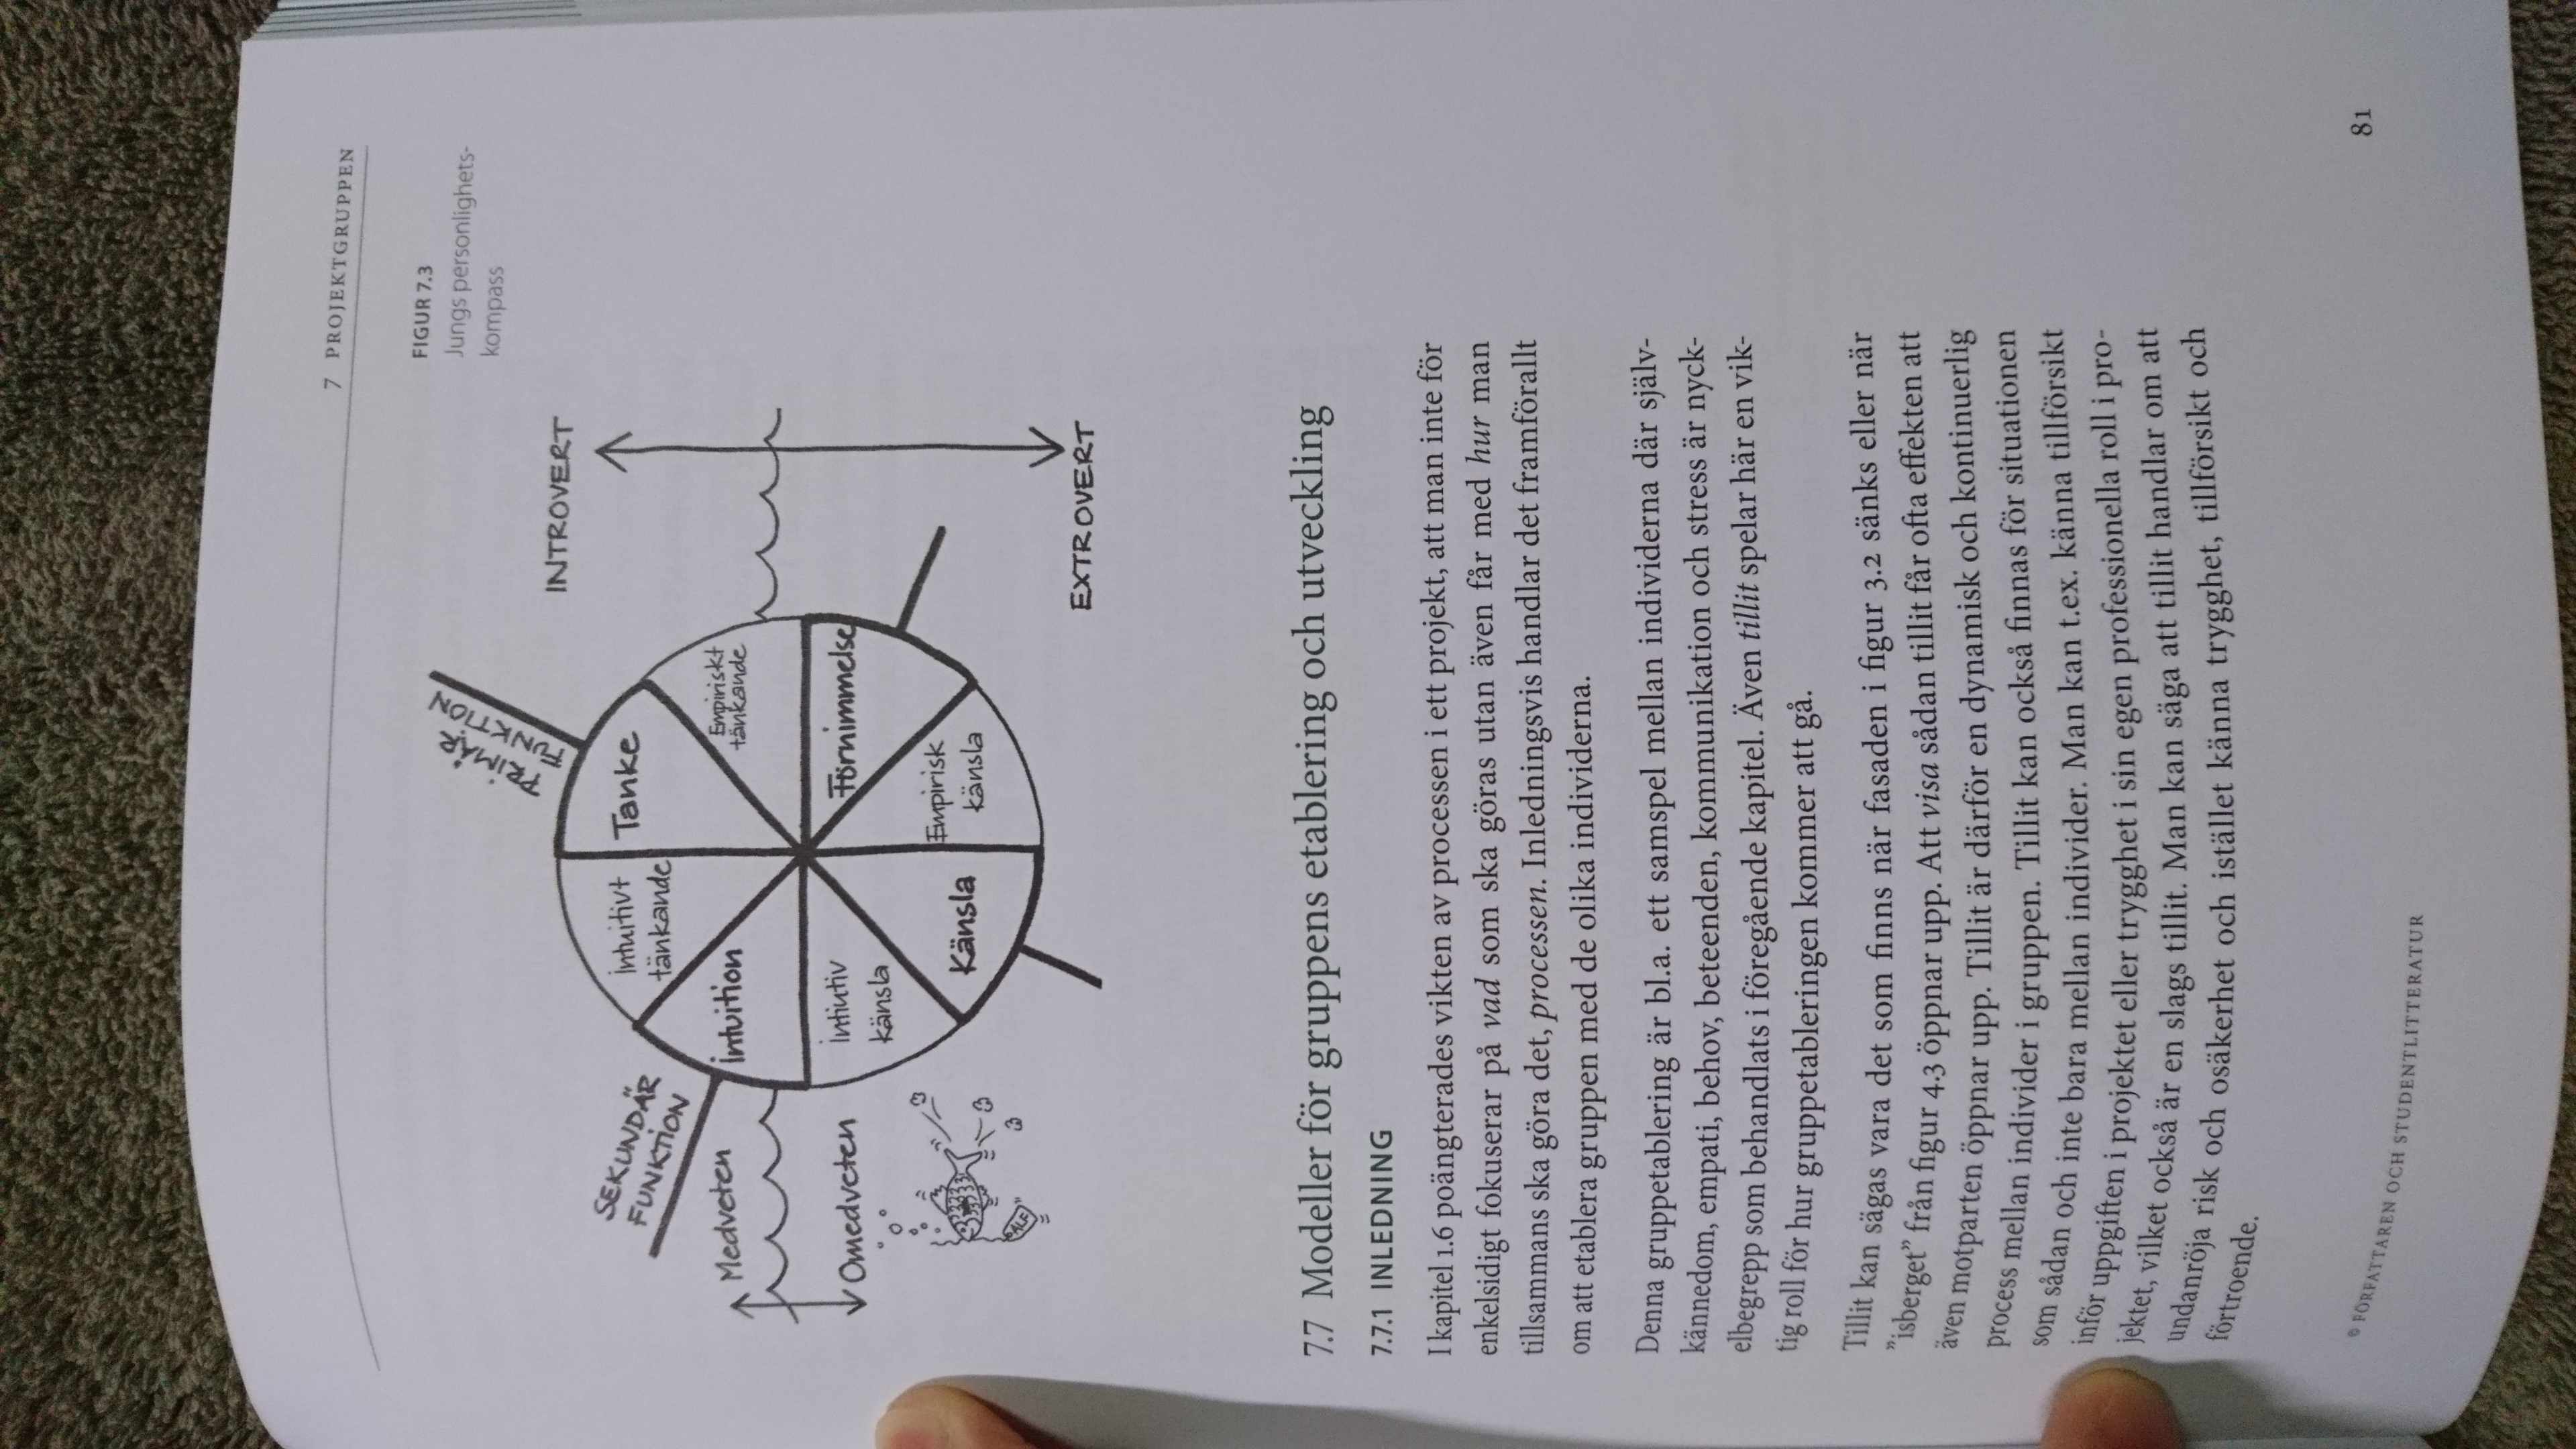 7 PROJEKTGRUPPEN
FIGUR 7.3
Jungs personlighets-
kompass
PRIMÄR
FUNKTION
INTROVERT
SEKUNDÄR
FUNKTION
Intuitivt
tänkande
Tanke
Empiriskt
tänkande
Medveten
Intuition
Omedveten
Intiutiv
känsla
Förnimmelse
Känsla
Empirisk
känsla
ALF
EXTROVERT
7.7 Modeller för gruppens etablering och utveckling
7.7.1 INLEDNING
I kapitel 1.6 poängterades vikten av processen i ett projekt, att man inte för
enkelsidigt fokuserar på vad som ska göras utan även får med hur man
tillsammans ska göra det, processen. Inledningsvis handlar det framförallt
om att etablera gruppen med de olika individerna.
Denna gruppetablering är bl.a. ett samspel mellan individerna där själv-
kännedom, empati, behov, beteenden, kommunikation och stress är nyck-
elbegrepp som behandlats i föregående kapitel. Även tillit spelar här en vik-
tig roll för hur gruppetableringen kommer att gå.
Tillit kan sägas vara det som finns när fasaden i figur 3.2 sänks eller när
”isberget” från figur 4.3 öppnar upp. Att visa sådan tillit får ofta effekten att
även motparten öppnar upp. Tillit är därför en dynamisk och kontinuerlig
process mellan individer i gruppen. Tillit kan också finnas för situationen
som sådan och inte bara mellan individer. Man kan t.ex. känna tillförsikt
inför uppgiften i projektet eller trygghet i sin egen professionella roll i pro-
jektet, vilket också är en slags tillit. Man kan säga att tillit handlar om att
undanröja risk och osäkerhet och istället känna trygghet, tillförsikt och
förtroende.
© FÖRFATTAREN OCH STUDENTLITTERATUR
81